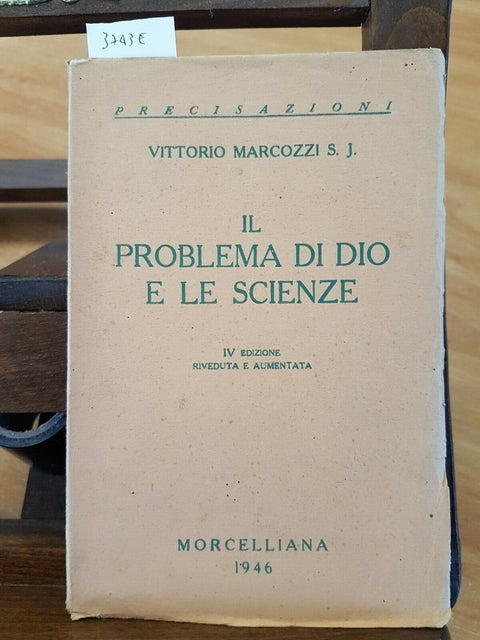 3743E
PRECISAZIONI
VITTORIO MARCOZZI S. J.
IL
PROBLEMA DI DIO
E LE SCIENZE
IV EDIZIONE
RIVEDUTA E AUMENTATA
MORCELLIANA
1946